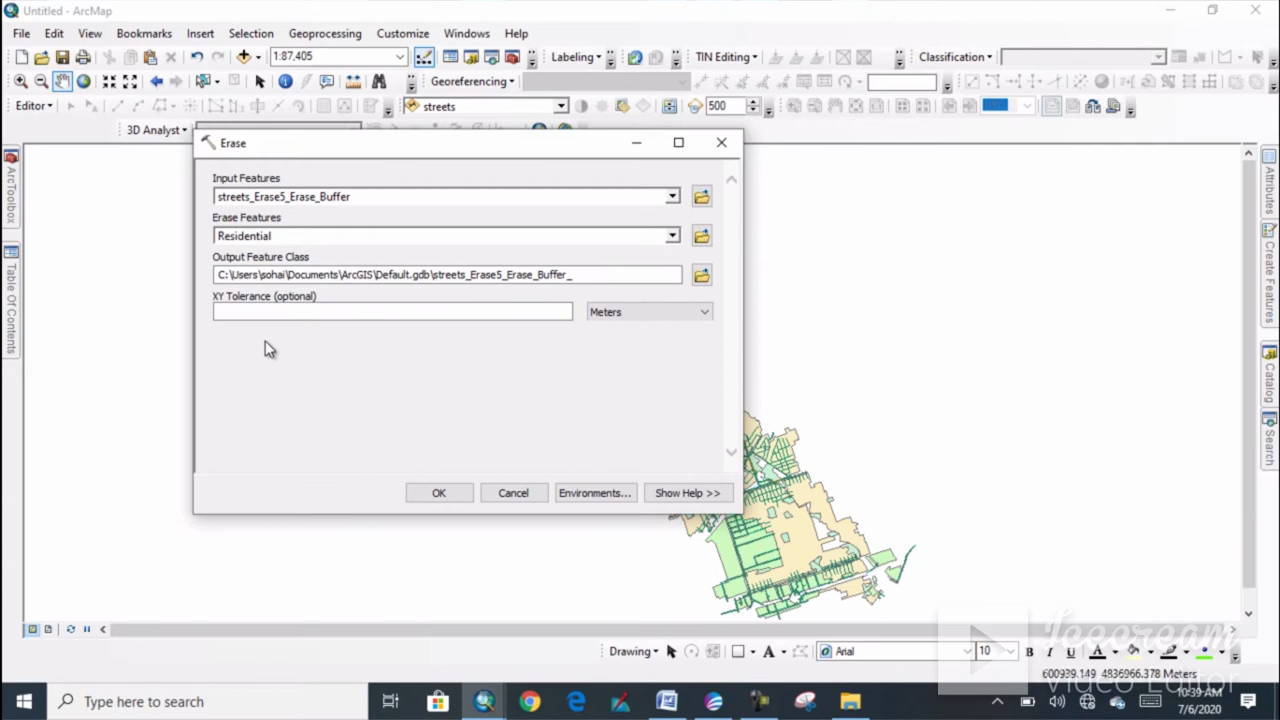 Untitled - ArcMap
File Edit View Bookmarks Insert Selection Geoprocessing Customize Windows Help
1:87,405 Labeling TIN Editing Classification
Georeferencing
Editor streets 500
3D Analyst
Erase
Input Features
streets_Erase5_Erase_Buffer
Erase Features
Residential
Output Feature Class
C:\Users\sohai\Documents\ArcGIS\Default.gdb\streets_Erase5_Erase_Buffer_
XY Tolerance (optional)
Meters
OK Cancel Environments... Show Help >>
ArcToolbox
Table Of Contents
Attributes
Create Features
Catalog
Search
Drawing A Arial 10 B I U A
600939.149 4836966.378 Meters
Icecream
Video Editor
Type here to search
10:39 AM
7/6/2020